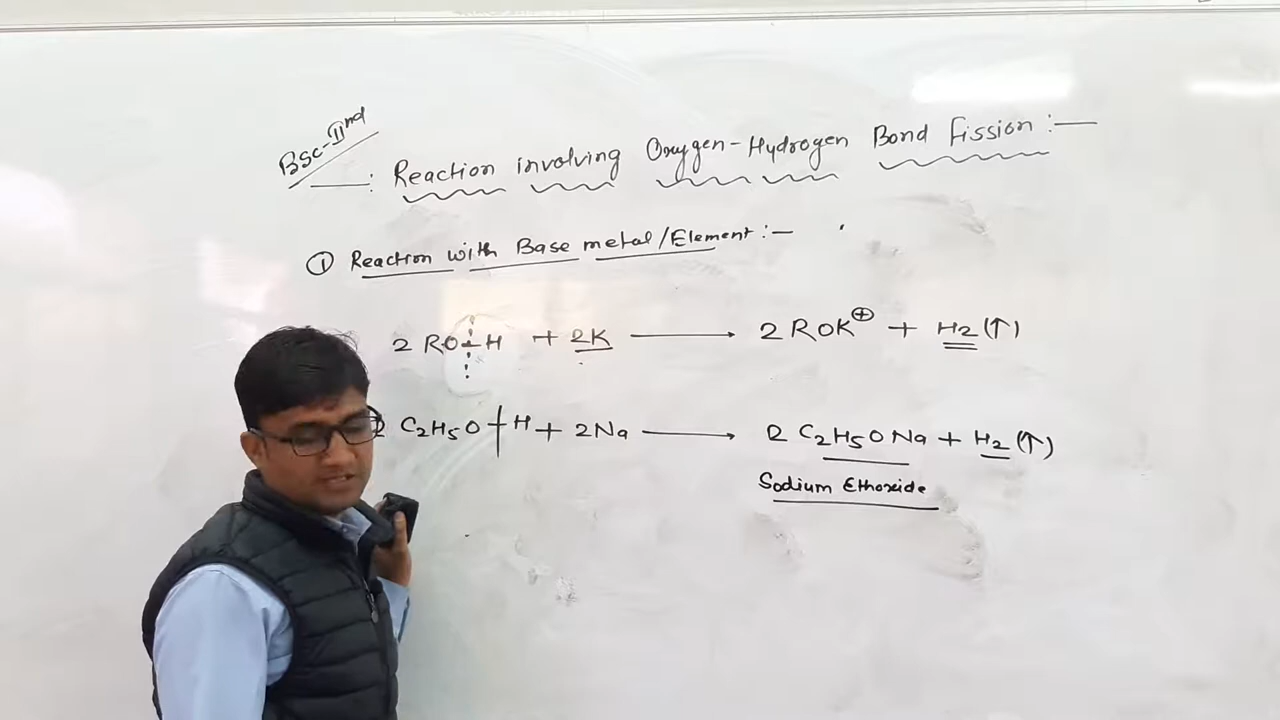 BSc-IInd
Reaction involving Oxygen-Hydrogen Bond Fission :—
① Reaction with Base metal/Element :—
2 RO-H + 2K ⟶ 2 ROK⊕ + H2 (↑)
2 C2H5O-H + 2Na ⟶ 2 C2H5ONa + H2 (↑)
Sodium Ethoxide